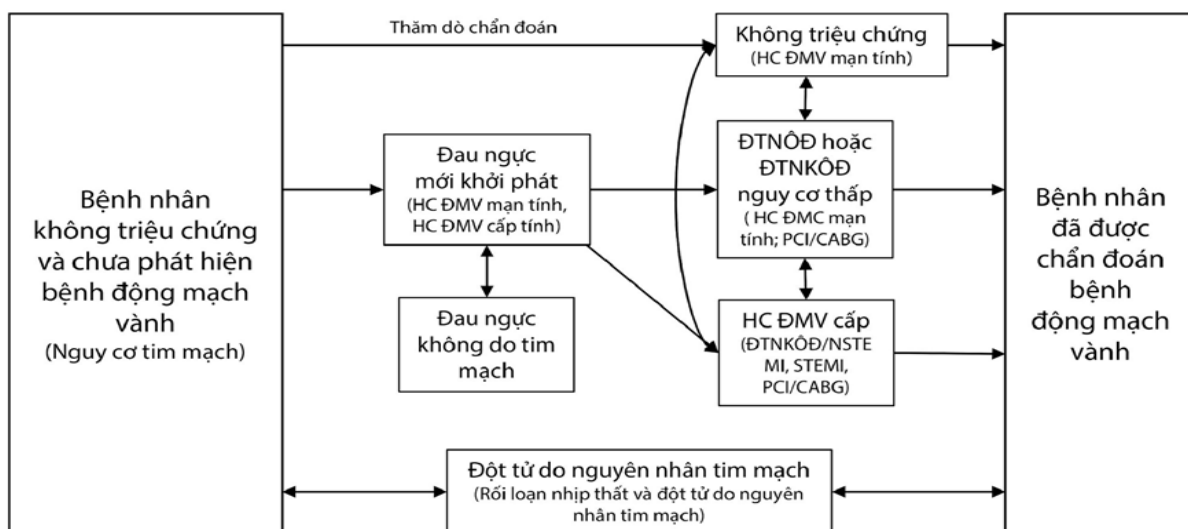 Bệnh nhân
không triệu chứng
và chưa phát hiện
bệnh động mạch
vành
(Nguy cơ tim mạch)
Thăm dò chẩn đoán
Đau ngực
mới khởi phát
(HC ĐMV mạn tính,
HC ĐMV cấp tính)
Đau ngực
không do tim
mạch
Không triệu chứng
(HC ĐMV mạn tính)
ĐTNÔĐ hoặc
ĐTNKÔĐ
nguy cơ thấp
( HC ĐMC mạn
tính; PCI/CABG)
HC ĐMV cấp
(ĐTNKÔĐ/NSTE
MI, STEMI,
PCI/CABG)
Đột tử do nguyên nhân tim mạch
(Rối loạn nhịp thất và đột tử do nguyên
nhân tim mạch)
Bệnh nhân
đã được
chẩn đoán
bệnh
động mạch
vành